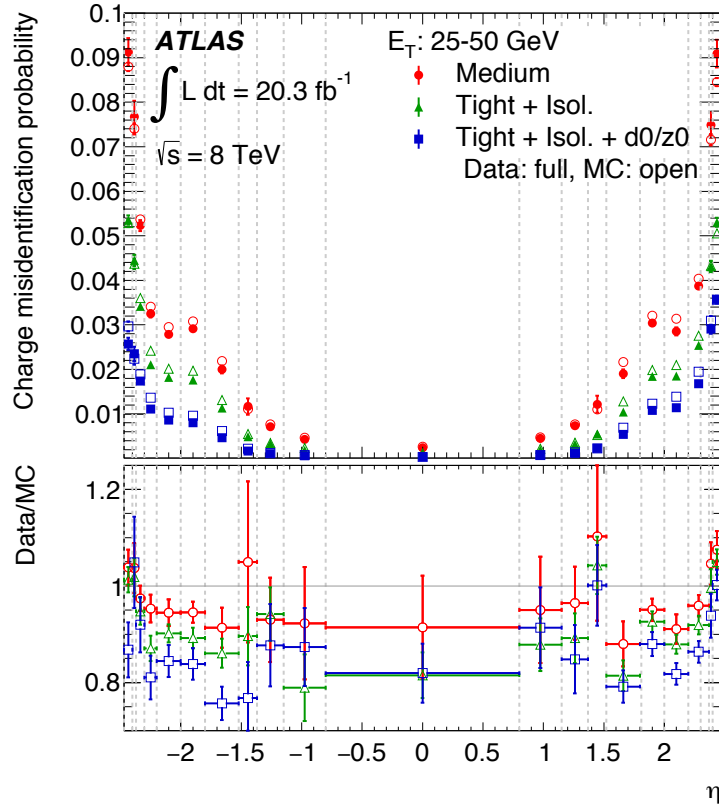 0.1
0.09
0.08
0.07
0.06
0.05
0.04
0.03
0.02
0.01
Charge misidentification probability
ATLAS
∫ L dt = 20.3 fb⁻¹
√s = 8 TeV
E_T: 25-50 GeV
Medium
Tight + Isol.
Tight + Isol. + d0/z0
Data: full, MC: open
Data/MC
1.2
1
0.8
−2 −1.5 −1 −0.5 0 0.5 1 1.5 2
η